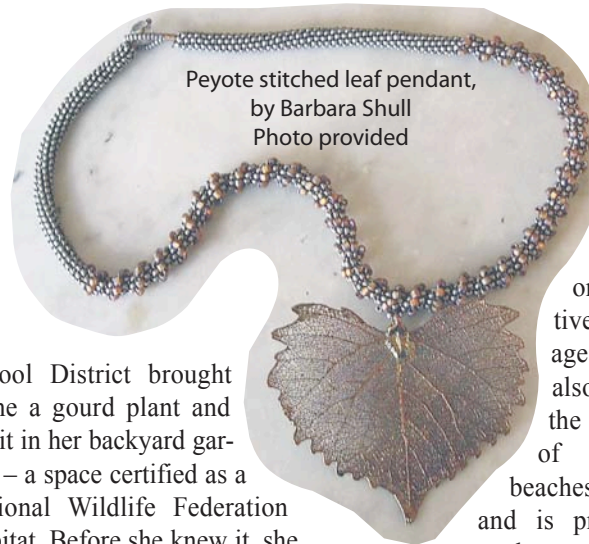 Peyote stitched leaf pendant,
by Barbara Shull
Photo provided
ool District brought
ne a gourd plant and
it in her backyard gar-
– a space certified as a
ional Wildlife Federation
bitat. Before she knew it, she
or
tive
age
also
the
of
beaches
and is pr